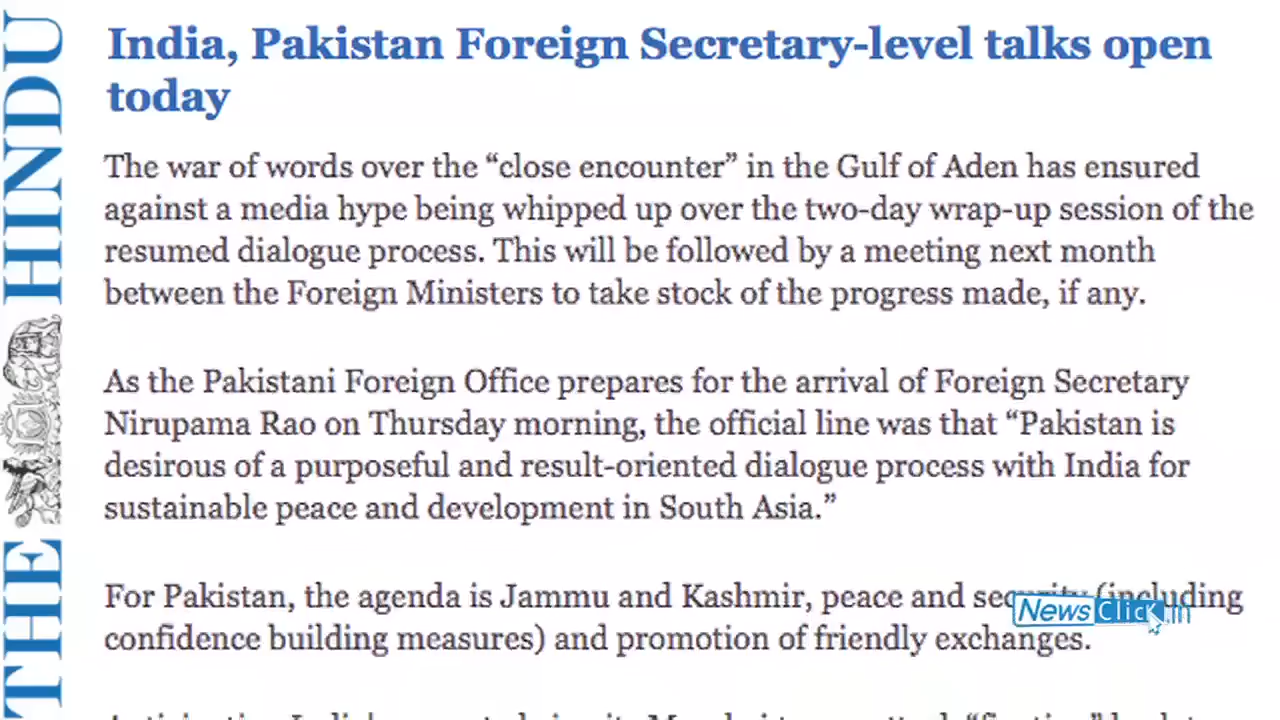 THE HINDU
India, Pakistan Foreign Secretary-level talks open
today
The war of words over the “close encounter” in the Gulf of Aden has ensured
against a media hype being whipped up over the two-day wrap-up session of the
resumed dialogue process. This will be followed by a meeting next month
between the Foreign Ministers to take stock of the progress made, if any.
As the Pakistani Foreign Office prepares for the arrival of Foreign Secretary
Nirupama Rao on Thursday morning, the official line was that “Pakistan is
desirous of a purposeful and result-oriented dialogue process with India for
sustainable peace and development in South Asia.”
For Pakistan, the agenda is Jammu and Kashmir, peace and security (including
confidence building measures) and promotion of friendly exchanges.
NewsClick.in